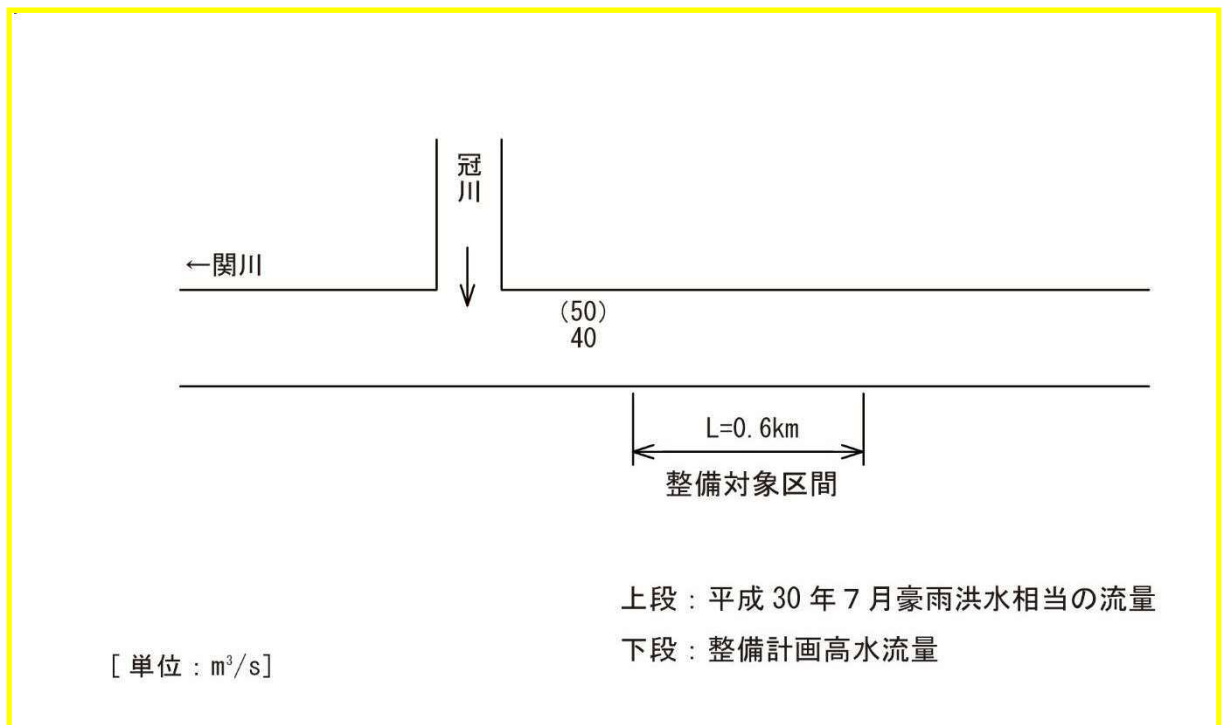 冠川
←関川
(50)
40
L=0.6km
整備対象区間
上段：平成30年７月豪雨洪水相当の流量
下段：整備計画高水流量
[単位：m³/s]